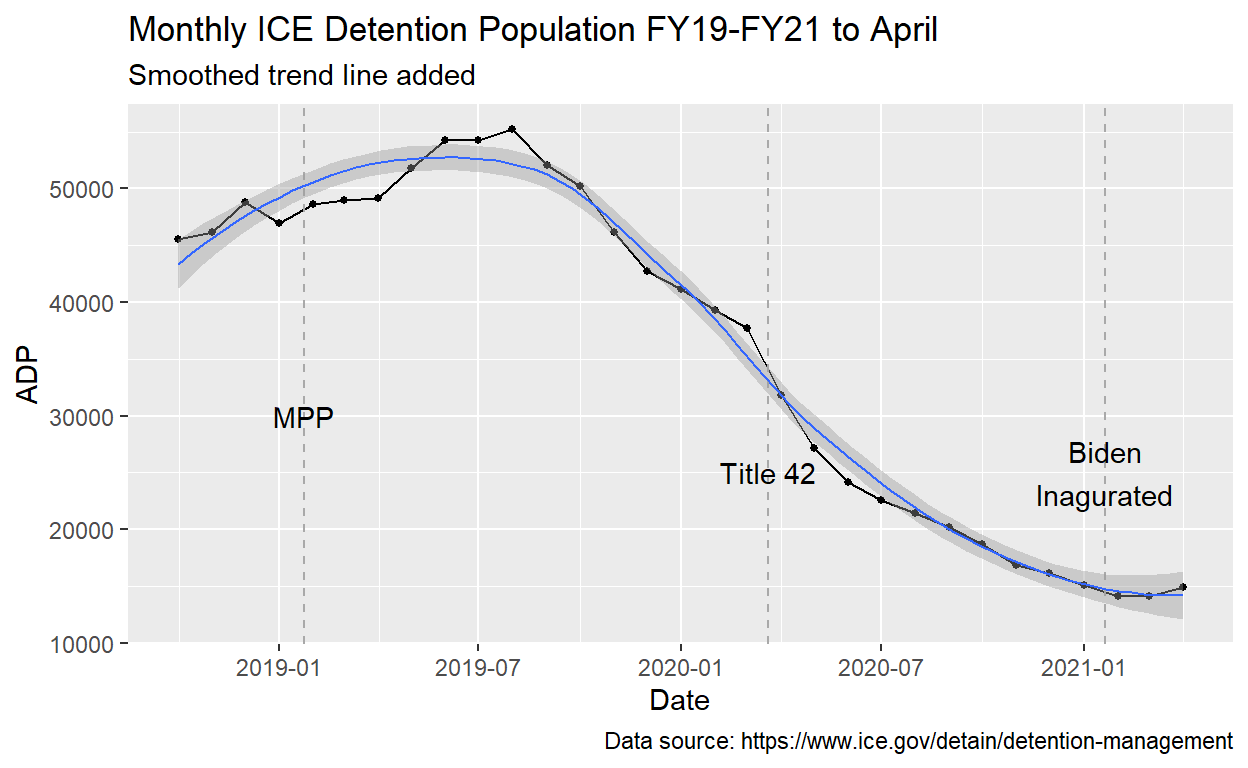 Monthly ICE Detention Population FY19-FY21 to April
Smoothed trend line added
ADP
50000
40000
30000
20000
10000
MPP
Title 42
Biden
Inagurated
2019-01
2019-07
2020-01
2020-07
2021-01
Date
Data source: https://www.ice.gov/detain/detention-management